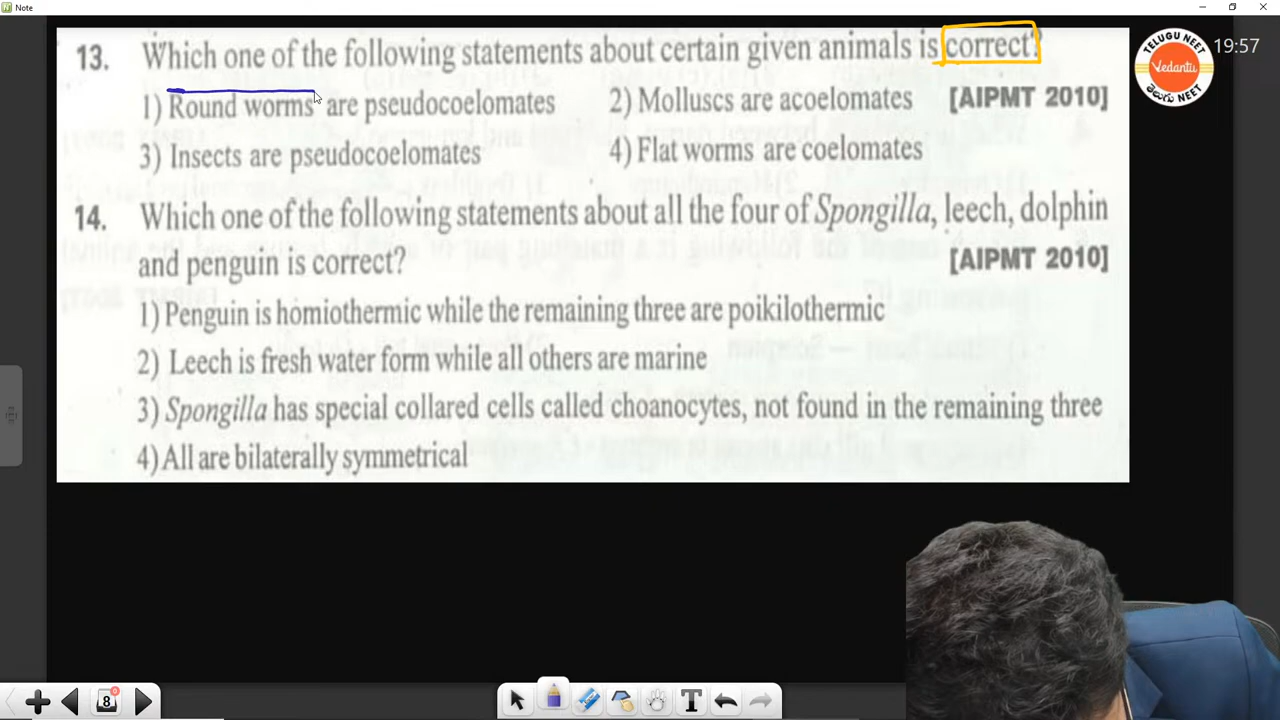 Note
19:57
TELUGU NEET
Vedantu
తెలుగు NEET
13. Which one of the following statements about certain given animals is correct?
1) Round worms are pseudocoelomates 2) Molluscs are acoelomates [AIPMT 2010]
3) Insects are pseudocoelomates 4) Flat worms are coelomates
14. Which one of the following statements about all the four of Spongilla, leech, dolphin
and penguin is correct? [AIPMT 2010]
1) Penguin is homiothermic while the remaining three are poikilothermic
2) Leech is fresh water form while all others are marine
3) Spongilla has special collared cells called choanocytes, not found in the remaining three
4) All are bilaterally symmetrical
8
T